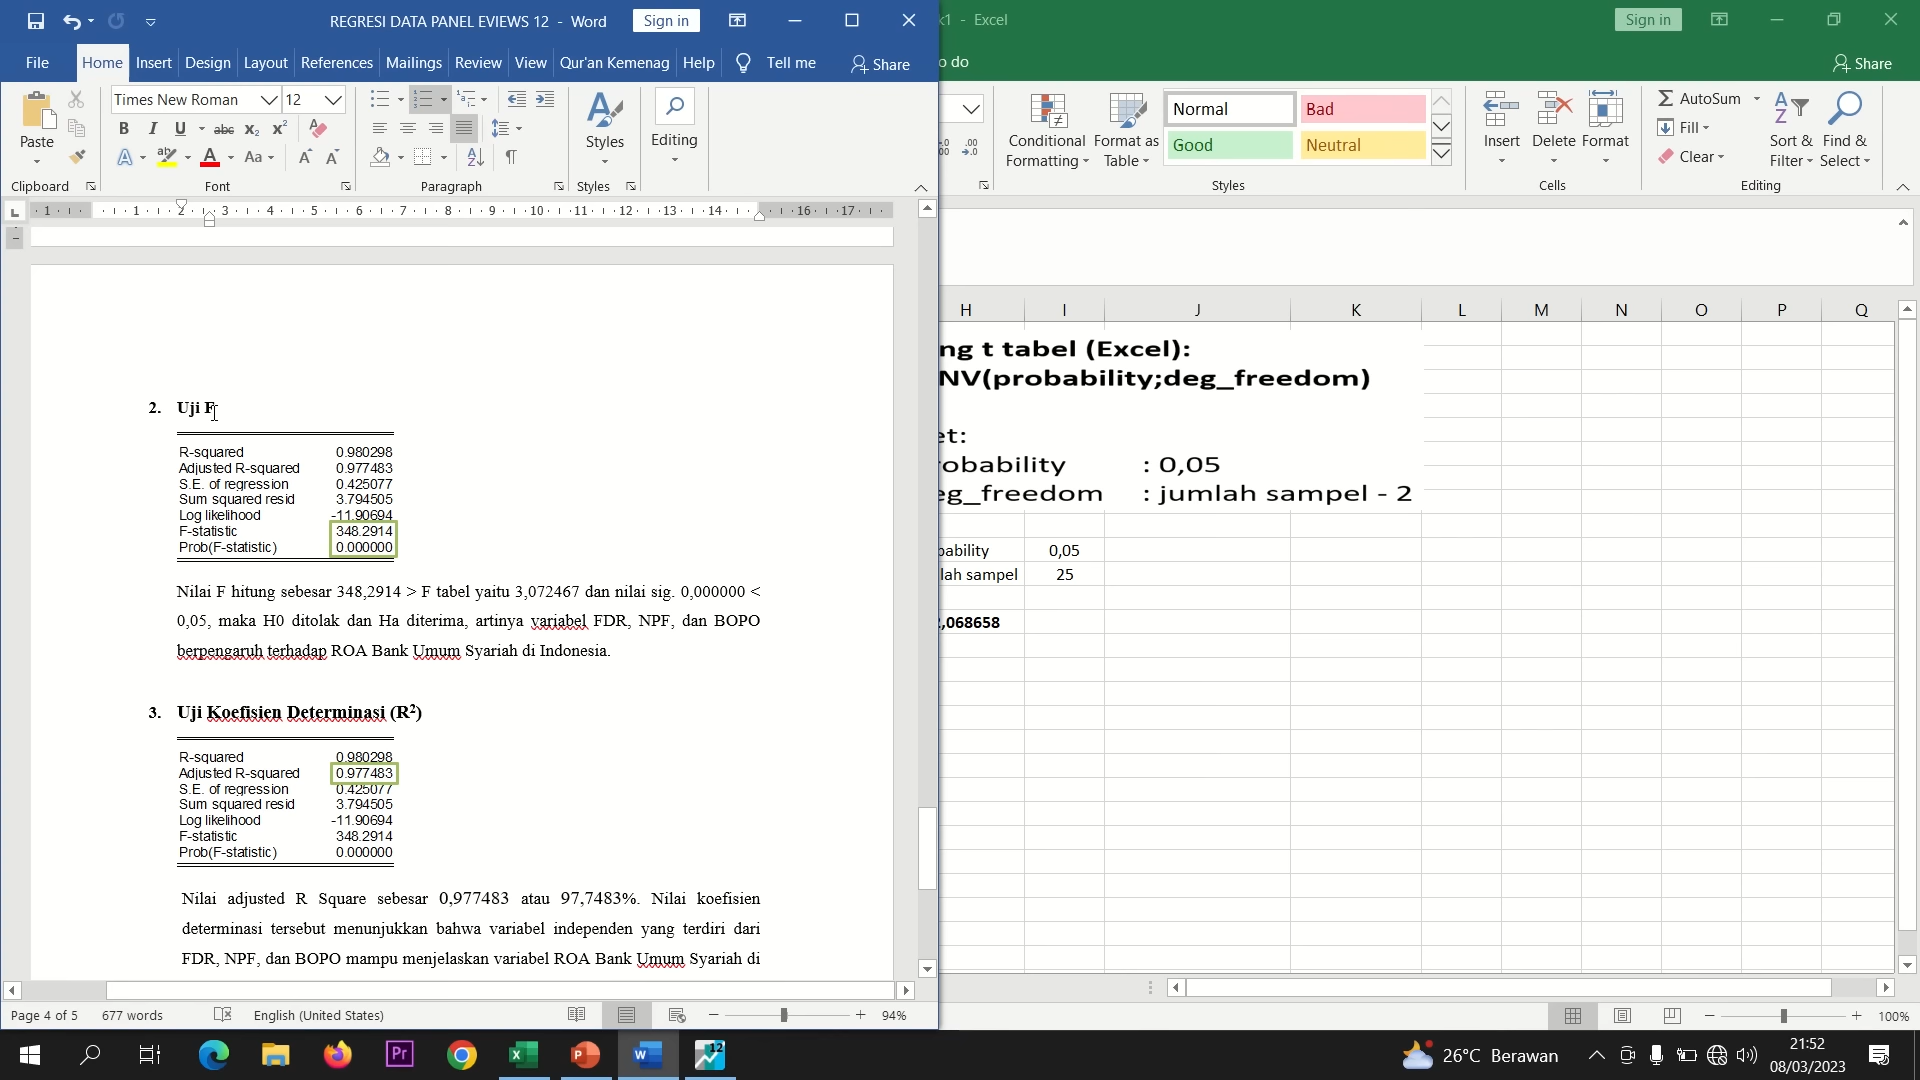 REGRESI DATA PANEL EVIEWS 12 - Word
Sign in
File Home Insert Design Layout References Mailings Review View Qur'an Kemenag Help Tell me Share
Times New Roman 12
Paste
Styles
Editing
Clipboard Font Paragraph Styles
2. Uji F
R-squared 0.980298
Adjusted R-squared 0.977483
S.E. of regression 0.425077
Sum squared resid 3.794505
Log likelihood -11.90694
F-statistic 348.2914
Prob(F-statistic) 0.000000
Nilai F hitung sebesar 348,2914 > F tabel yaitu 3,072467 dan nilai sig. 0,000000 <
0,05, maka H0 ditolak dan Ha diterima, artinya variabel FDR, NPF, dan BOPO
berpengaruh terhadap ROA Bank Umum Syariah di Indonesia.
3. Uji Koefisien Determinasi (R²)
R-squared 0.980298
Adjusted R-squared 0.977483
S.E. of regression 0.425077
Sum squared resid 3.794505
Log likelihood -11.90694
F-statistic 348.2914
Prob(F-statistic) 0.000000
Nilai adjusted R Square sebesar 0,977483 atau 97,7483%. Nilai koefisien
determinasi tersebut menunjukkan bahwa variabel independen yang terdiri dari
FDR, NPF, dan BOPO mampu menjelaskan variabel ROA Bank Umum Syariah di
Page 4 of 5 677 words English (United States) 94%
k1 - Excel
Sign in
o do
Share
Conditional Formatting
Format as Table
Normal Bad
Good Neutral
Insert Delete Format
AutoSum
Fill
Clear
Sort & Filter
Find & Select
Styles Cells Editing
H I J K L M N O P Q
ng t tabel (Excel):
NV(probability;deg_freedom)
et:
robability : 0,05
eg_freedom : jumlah sampel - 2
bability 0,05
lah sampel 25
2,068658
100%
26°C Berawan
21:52
08/03/2023